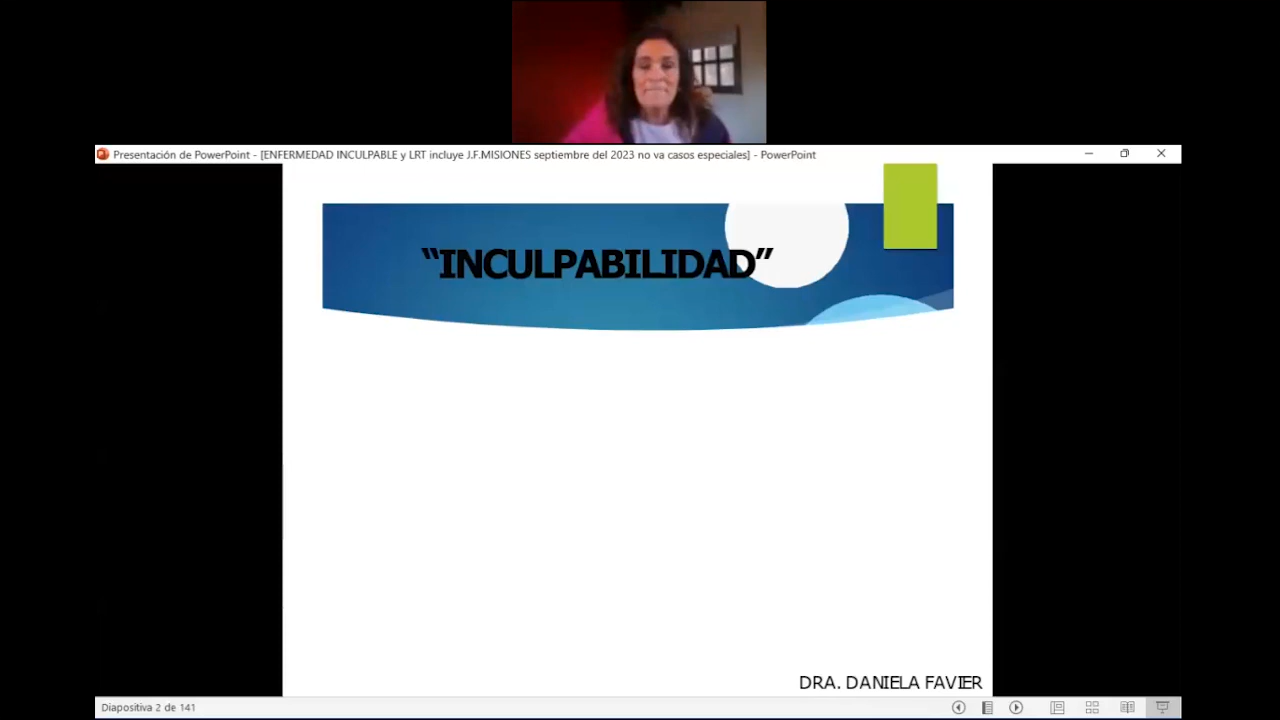 Presentación de PowerPoint - [ENFERMEDAD INCULPABLE y LRT incluye J.F.MISIONES septiembre del 2023 no va casos especiales] - PowerPoint
“INCULPABILIDAD”
DRA. DANIELA FAVIER
Diapositiva 2 de 141